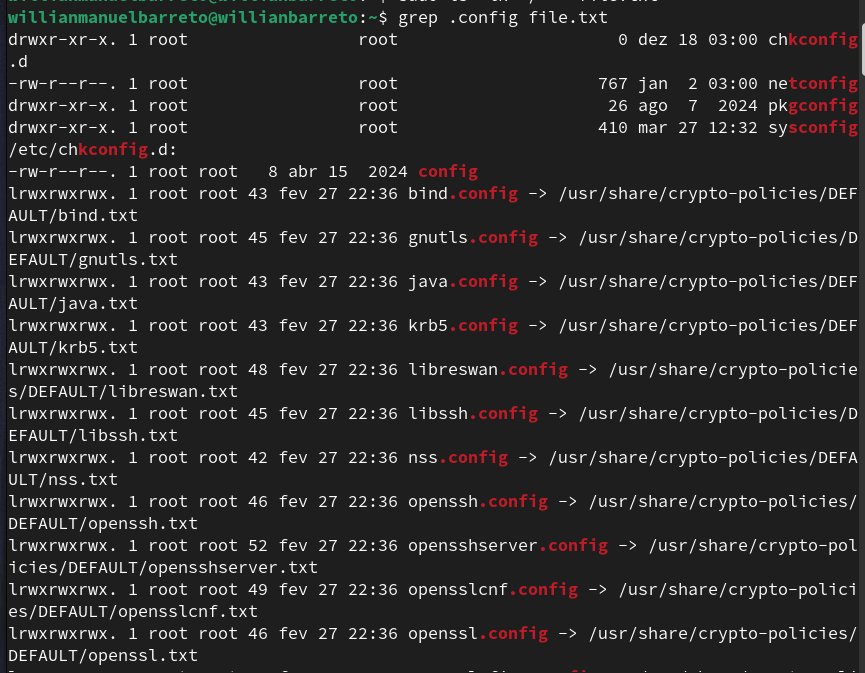 willianmanuelbarreto@willianbarreto:~$ grep .config file.txt
drwxr-xr-x. 1 root                 root                      0 dez 18 03:00 chkconfig
.d
-rw-r--r--. 1 root                 root                    767 jan  2 03:00 netconfig
drwxr-xr-x. 1 root                 root                     26 ago  7  2024 pkgconfig
drwxr-xr-x. 1 root                 root                    410 mar 27 12:32 sysconfig
/etc/chkconfig.d:
-rw-r--r--. 1 root root   8 abr 15  2024 config
lrwxrwxrwx. 1 root root 43 fev 27 22:36 bind.config -> /usr/share/crypto-policies/DEF
AULT/bind.txt
lrwxrwxrwx. 1 root root 45 fev 27 22:36 gnutls.config -> /usr/share/crypto-policies/D
EFAULT/gnutls.txt
lrwxrwxrwx. 1 root root 43 fev 27 22:36 java.config -> /usr/share/crypto-policies/DEF
AULT/java.txt
lrwxrwxrwx. 1 root root 43 fev 27 22:36 krb5.config -> /usr/share/crypto-policies/DEF
AULT/krb5.txt
lrwxrwxrwx. 1 root root 48 fev 27 22:36 libreswan.config -> /usr/share/crypto-policie
s/DEFAULT/libreswan.txt
lrwxrwxrwx. 1 root root 45 fev 27 22:36 libssh.config -> /usr/share/crypto-policies/D
EFAULT/libssh.txt
lrwxrwxrwx. 1 root root 42 fev 27 22:36 nss.config -> /usr/share/crypto-policies/DEFA
ULT/nss.txt
lrwxrwxrwx. 1 root root 46 fev 27 22:36 openssh.config -> /usr/share/crypto-policies/
DEFAULT/openssh.txt
lrwxrwxrwx. 1 root root 52 fev 27 22:36 opensshserver.config -> /usr/share/crypto-pol
icies/DEFAULT/opensshserver.txt
lrwxrwxrwx. 1 root root 49 fev 27 22:36 opensslcnf.config -> /usr/share/crypto-polici
es/DEFAULT/opensslcnf.txt
lrwxrwxrwx. 1 root root 46 fev 27 22:36 openssl.config -> /usr/share/crypto-policies/
DEFAULT/openssl.txt